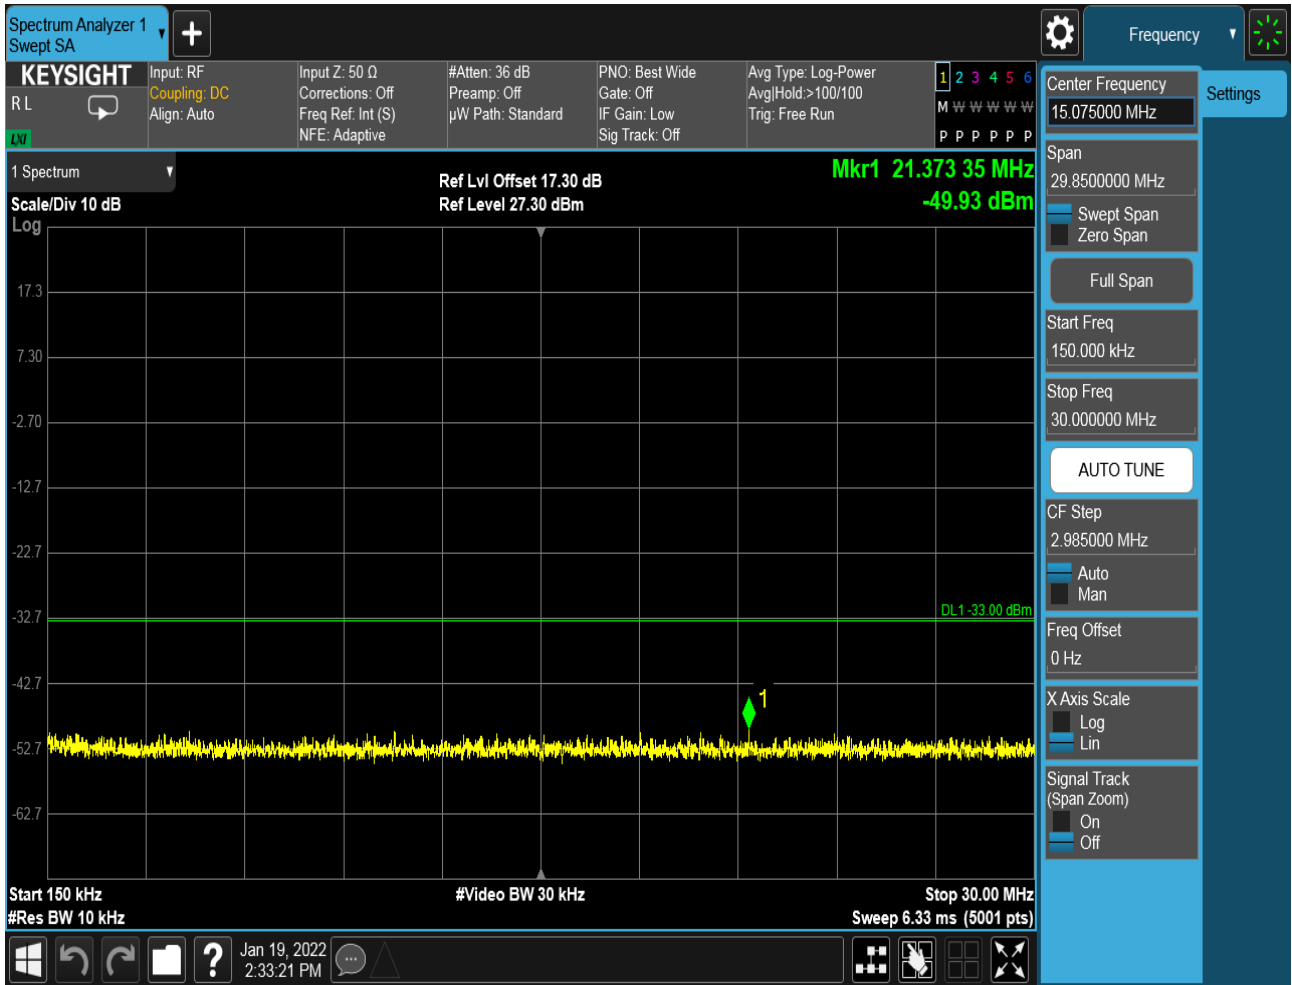 Spectrum Analyzer 1
Swept SA
Frequency
KEYSIGHT
R L
LXI
Input: RF
Coupling: DC
Align: Auto
Input Z: 50 Ω
Corrections: Off
Freq Ref: Int (S)
NFE: Adaptive
#Atten: 36 dB
Preamp: Off
µW Path: Standard
PNO: Best Wide
Gate: Off
IF Gain: Low
Sig Track: Off
Avg Type: Log-Power
Avg|Hold:>100/100
Trig: Free Run
1 2 3 4 5 6
M W W W W W
P P P P P P
1 Spectrum
Scale/Div 10 dB
Log
Ref Lvl Offset 17.30 dB
Ref Level 27.30 dBm
Mkr1 21.373 35 MHz
-49.93 dBm
17.3
7.30
-2.70
-12.7
-22.7
-32.7
-42.7
-52.7
-62.7
DL1 -33.00 dBm
1
Start 150 kHz
#Res BW 10 kHz
#Video BW 30 kHz
Stop 30.00 MHz
Sweep 6.33 ms (5001 pts)
Jan 19, 2022
2:33:21 PM
Center Frequency
15.075000 MHz
Settings
Span
29.8500000 MHz
Swept Span
Zero Span
Full Span
Start Freq
150.000 kHz
Stop Freq
30.000000 MHz
AUTO TUNE
CF Step
2.985000 MHz
Auto
Man
Freq Offset
0 Hz
X Axis Scale
Log
Lin
Signal Track
(Span Zoom)
On
Off